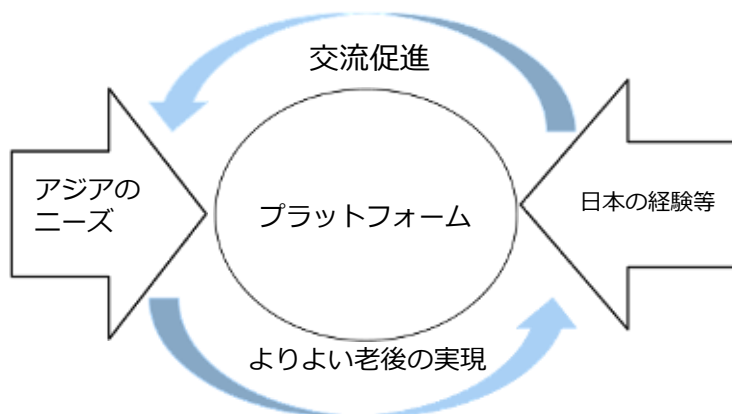 交流促進
アジアの
ニーズ
プラットフォーム
日本の経験等
よりよい老後の実現